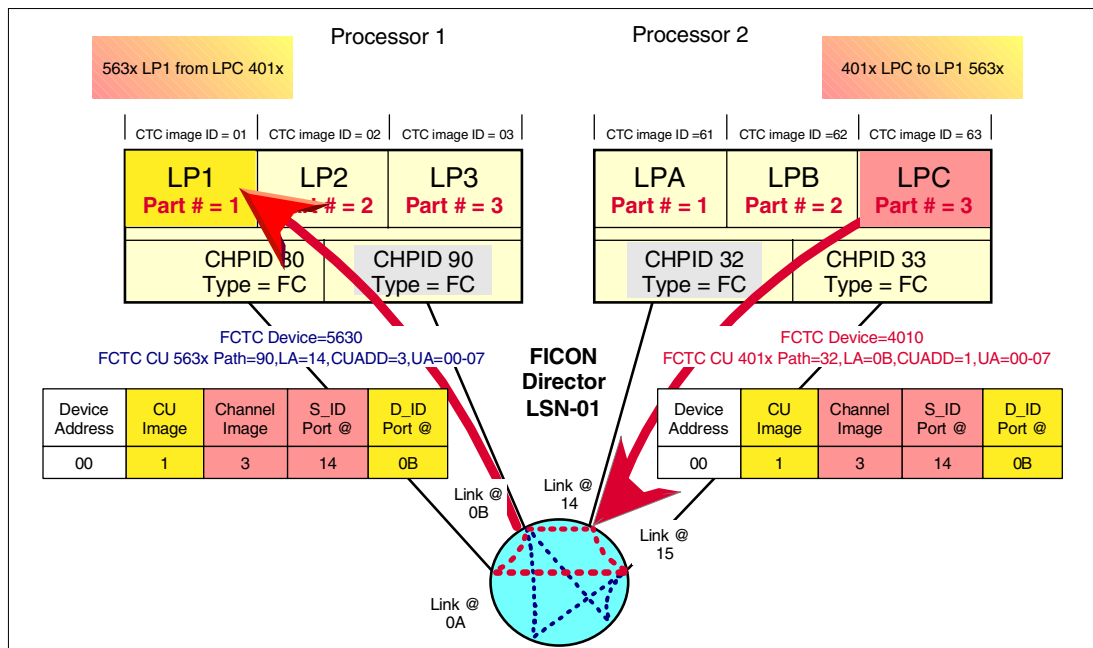 Processor 1
Processor 2
563x LP1 from LPC 401x
401x LPC to LP1 563x
CTC image ID = 01
CTC image ID = 02
CTC image ID = 03
CTC image ID =61
CTC image ID =62
CTC image ID = 63
LP1
Part # = 1
LP2
Part # = 2
LP3
Part # = 3
LPA
Part # = 1
LPB
Part # = 2
LPC
Part # = 3
CHPID 80
Type = FC
CHPID 90
Type = FC
CHPID 32
Type = FC
CHPID 33
Type = FC
FCTC Device=5630
FCTC CU 563x Path=90,LA=14,CUADD=3,UA=00-07
FICON
Director
LSN-01
FCTC Device=4010
FCTC CU 401x Path=32,LA=0B,CUADD=1,UA=00-07
Device Address
CU Image
Channel Image
S_ID Port @
D_ID Port @
00 1 3 14 0B
Device Address
CU Image
Channel Image
S_ID Port @
D_ID Port @
00 1 3 14 0B
Link @
0B
Link @
14
Link @
15
Link @
0A